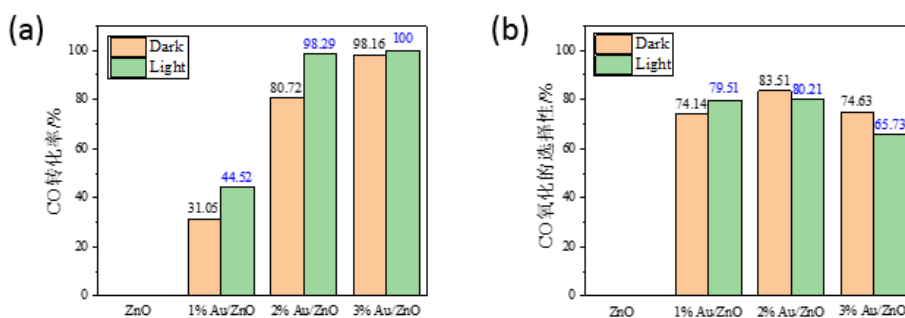 (a)
CO 转化率/%
100
80
60
40
20
0
Dark
Light
31.05
44.52
80.72
98.29
98.16
100
ZnO
1% Au/ZnO
2% Au/ZnO
3% Au/ZnO
(b)
CO氧化的选择性/%
100
80
60
40
20
0
Dark
Light
74.14
79.51
83.51
80.21
74.63
65.73
ZnO
1% Au/ZnO
2% Au/ZnO
3% Au/ZnO